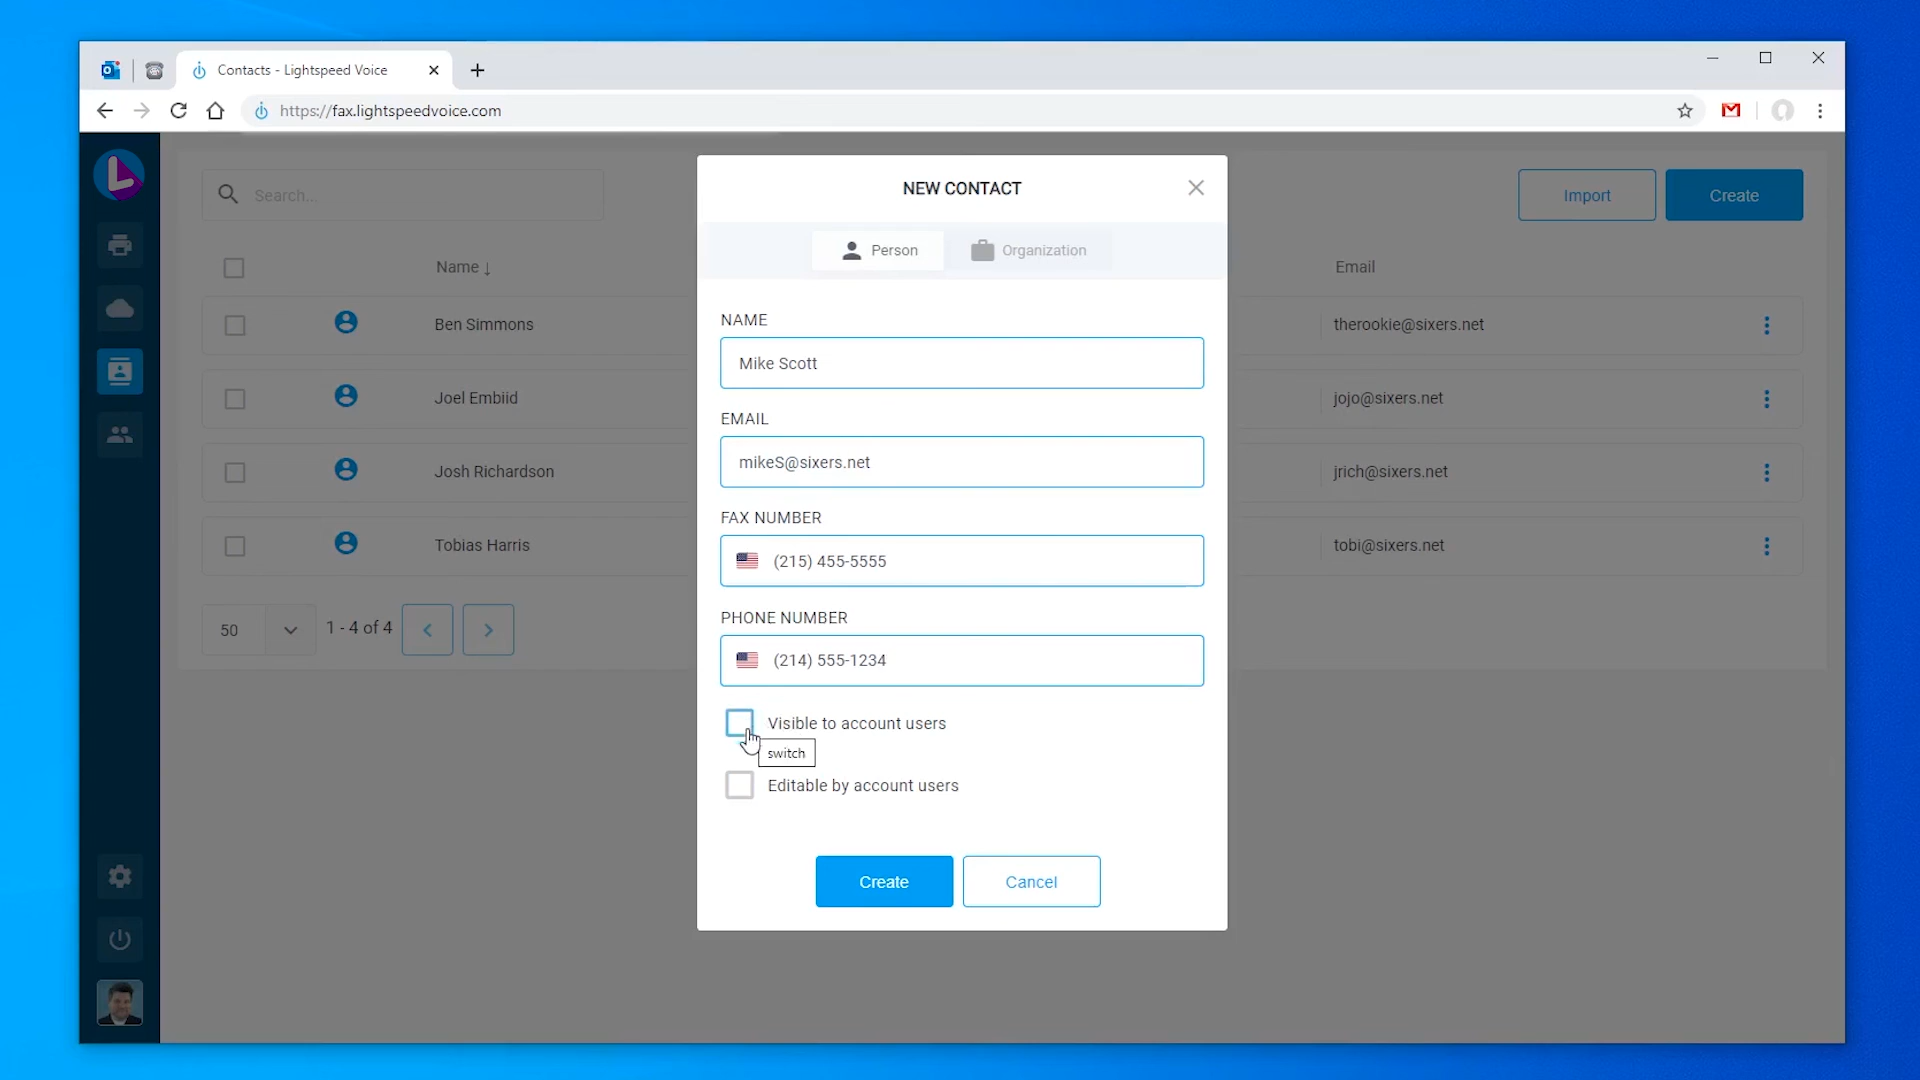 Contacts - Lightspeed Voice
https://fax.lightspeedvoice.com
Search...
Import
Create
Name ↓
Email
Ben Simmons
therookie@sixers.net
Joel Embiid
jojo@sixers.net
Josh Richardson
jrich@sixers.net
Tobias Harris
tobi@sixers.net
50
1 - 4 of 4
NEW CONTACT
Person
Organization
NAME
Mike Scott
EMAIL
mikeS@sixers.net
FAX NUMBER
(215) 455-5555
PHONE NUMBER
(214) 555-1234
Visible to account users
switch
Editable by account users
Create
Cancel